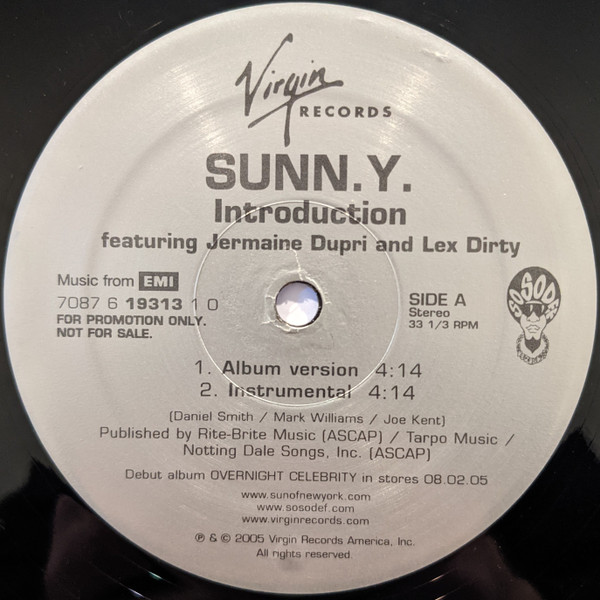 Virgin
RECORDS
SUNN.Y.
Introduction
featuring Jermaine Dupri and Lex Dirty
Music from EMI
7087 6 19313 1 0
FOR PROMOTION ONLY.
NOT FOR SALE.
SIDE A
Stereo
33 1/3 RPM
SO SO DEF
1. Album version 4:14
2. Instrumental 4:14
(Daniel Smith / Mark Williams / Joe Kent)
Published by Rite-Brite Music (ASCAP) / Tarpo Music /
Notting Dale Songs, Inc. (ASCAP)
Debut album OVERNIGHT CELEBRITY in stores 08.02.05
www.sunofnewyork.com
www.sosodef.com
www.virginrecords.com
℗ & © 2005 Virgin Records America, Inc.
All rights reserved.